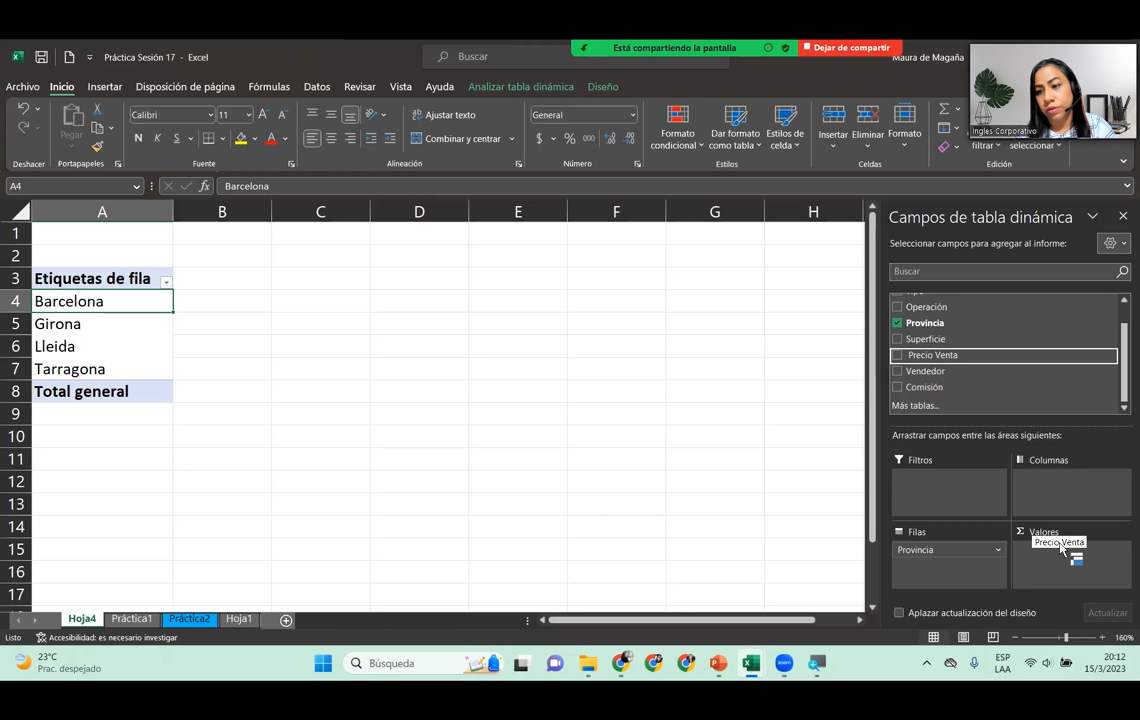 Práctica Sesión 17 - Excel
Buscar
Está compartiendo la pantalla
Dejar de compartir
Maura de Magaña
Archivo Inicio Insertar Disposición de página Fórmulas Datos Revisar Vista Ayuda Analizar tabla dinámica Diseño
Ingles Corporativo
Pegar
Calibri 11
N K S
Ajustar texto
Combinar y centrar
General
$ % 000
Formato condicional
Dar formato como tabla
Estilos de celda
Insertar Eliminar Formato
filtrar seleccionar
Deshacer Portapapeles Fuente Alineación Número Estilos Celdas Edición
A4
fx Barcelona
A B C D E F G H
1
2
3 Etiquetas de fila
4 Barcelona
5 Girona
6 Lleida
7 Tarragona
8 Total general
9
10
11
12
13
14
15
16
17
Campos de tabla dinámica
Seleccionar campos para agregar al informe:
Buscar
Operación
Provincia
Superficie
Precio Venta
Vendedor
Comisión
Más tablas...
Arrastrar campos entre las áreas siguientes:
Filtros Columnas
Filas Σ Valores
Precio Venta
Provincia
Aplazar actualización del diseño Actualizar
Hoja4 Práctica1 Práctica2 Hoja1
Listo Accesibilidad: es necesario investigar 160%
23°C
Prac. despejado
Búsqueda
ESP
LAA
20:12
15/3/2023